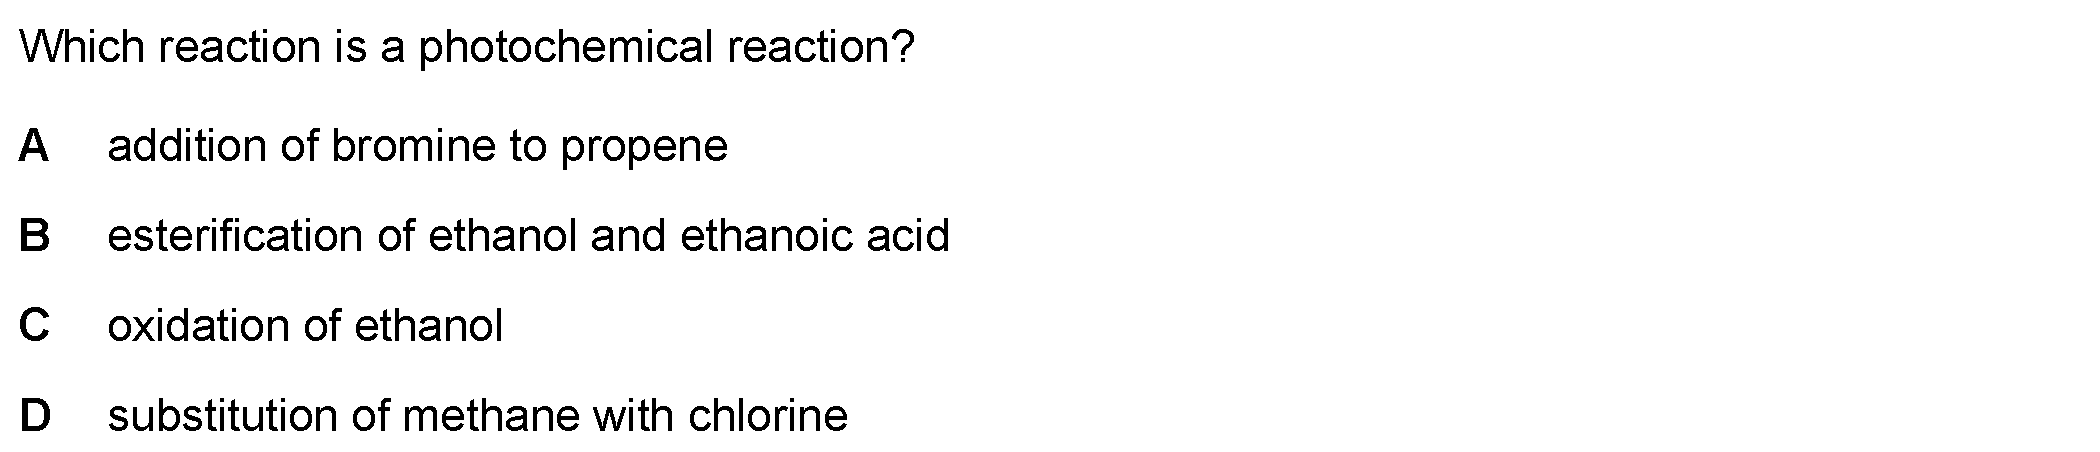 Which reaction is a photochemical reaction?
A addition of bromine to propene
B esterification of ethanol and ethanoic acid
C oxidation of ethanol
D substitution of methane with chlorine